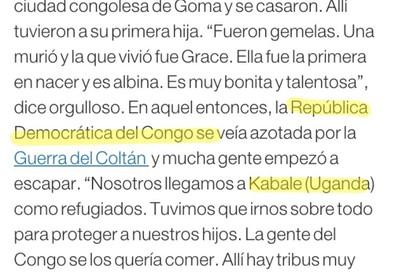 ciudad congolesa de Goma y se casaron. Allí
tuvieron a su primera hija. “Fueron gemelas. Una
murió y la que vivió fue Grace. Ella fue la primera
en nacer y es albina. Es muy bonita y talentosa”,
dice orgulloso. En aquel entonces, la República
Democrática del Congo se veía azotada por la
Guerra del Coltán y mucha gente empezó a
escapar. “Nosotros llegamos a Kabale (Uganda)
como refugiados. Tuvimos que irnos sobre todo
para proteger a nuestros hijos. La gente del
Congo se los quería comer. Allí hay tribus muy